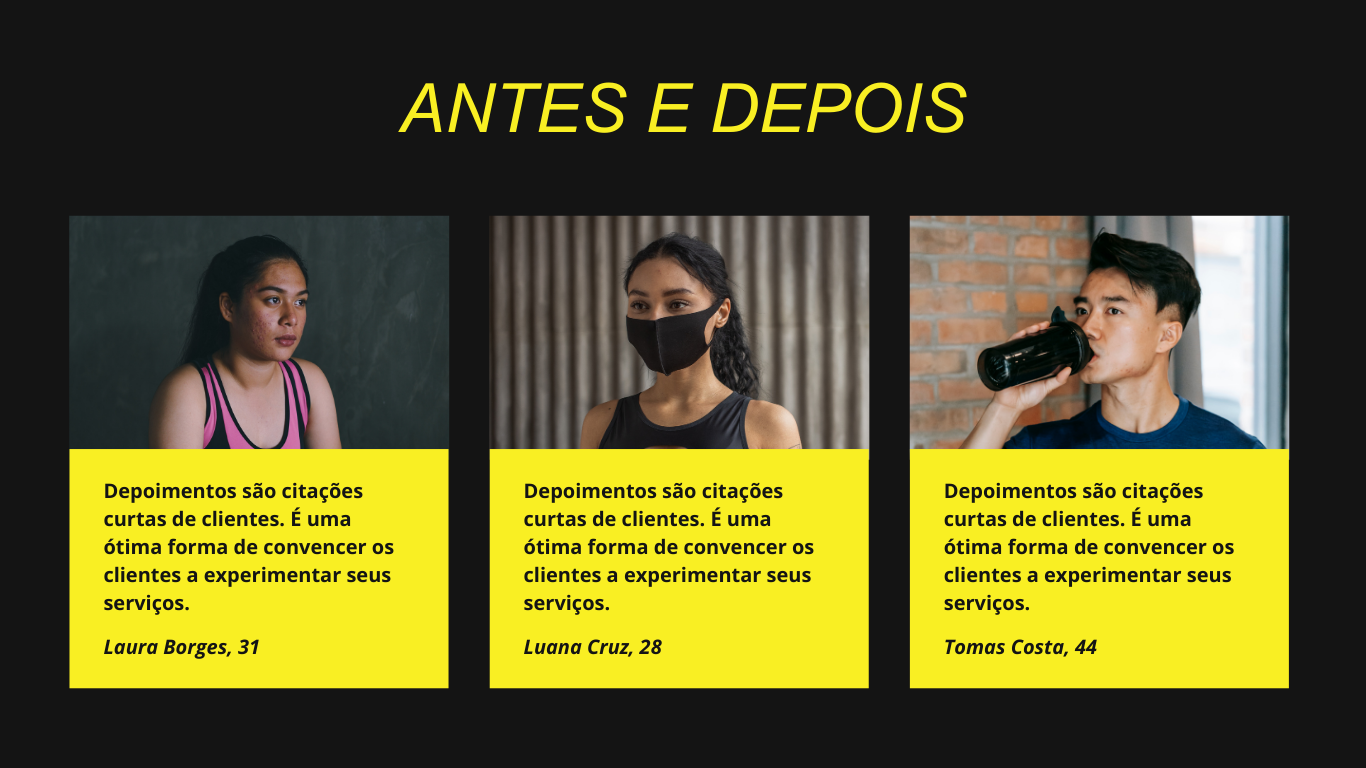 ANTES E DEPOIS
Depoimentos são citações
curtas de clientes. É uma
ótima forma de convencer os
clientes a experimentar seus
serviços.
Laura Borges, 31
Depoimentos são citações
curtas de clientes. É uma
ótima forma de convencer os
clientes a experimentar seus
serviços.
Luana Cruz, 28
Depoimentos são citações
curtas de clientes. É uma
ótima forma de convencer os
clientes a experimentar seus
serviços.
Tomas Costa, 44